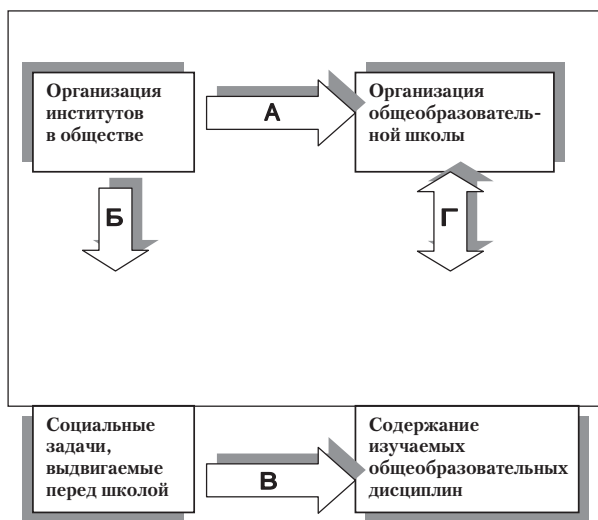 Организация
институтов
в обществе
А
Организация
общеобразователь-
ной школы
Б
Г
Социальные
задачи,
выдвигаемые
перед школой
В
Содержание
изучаемых
общеобразовательных
дисциплин